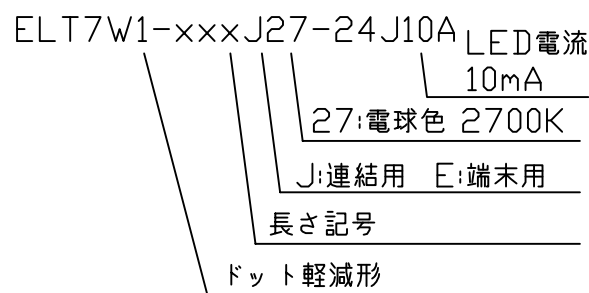 ELT7W1-xxxJ27-24J10A
LED電流
10mA
27:電球色 2700K
J:連結用 E:端末用
長さ記号
ドット軽減形